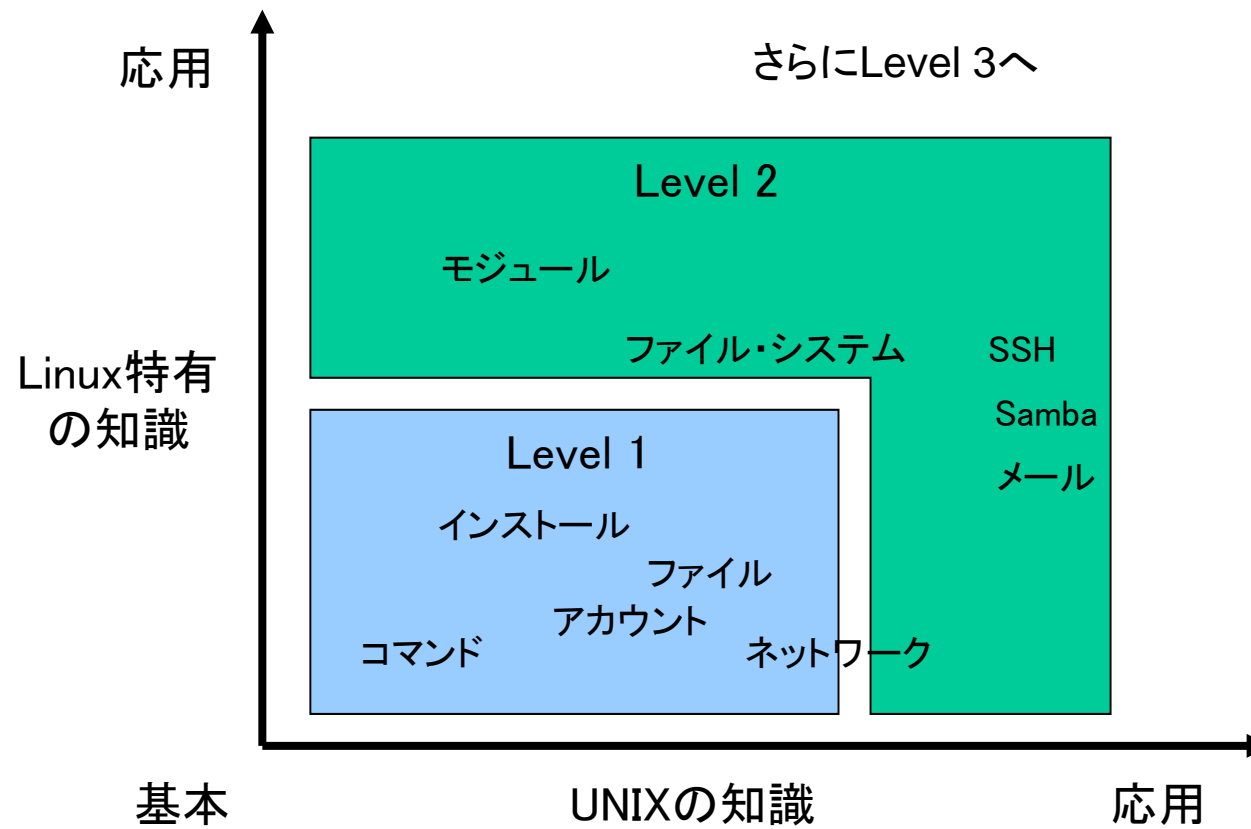 応用
さらにLevel 3へ
Level 2
モジュール
ファイル・システム
SSH
Linux特有
の知識
Samba
メール
Level 1
インストール
ファイル
アカウント
コマンド
ネットワーク
基本
UNIXの知識
応用